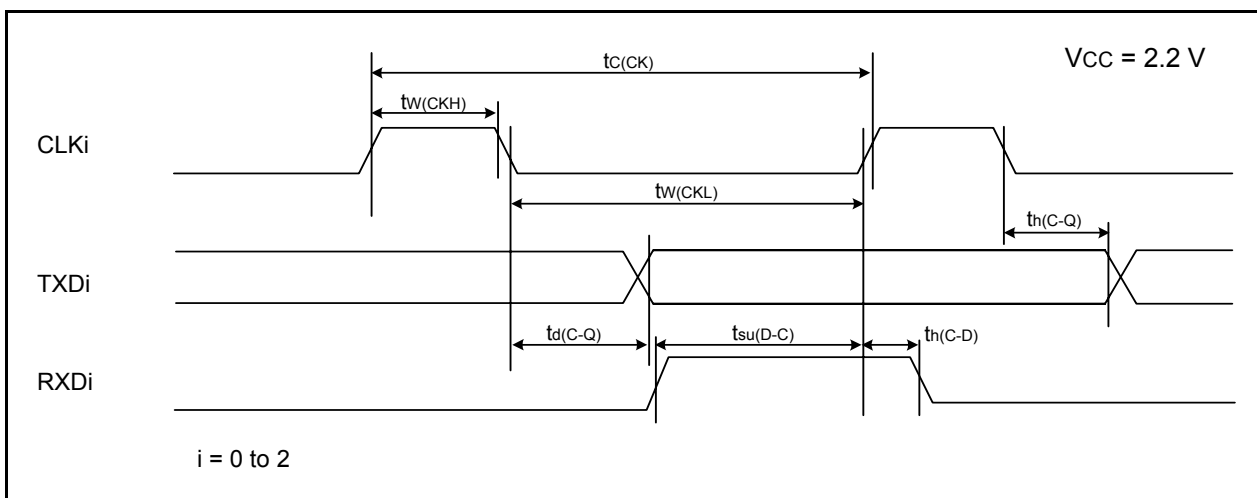 VCC = 2.2 V
tC(CK)
tW(CKH)
CLKi
tW(CKL)
th(C-Q)
TXDi
td(C-Q)
tsu(D-C)
th(C-D)
RXDi
i = 0 to 2